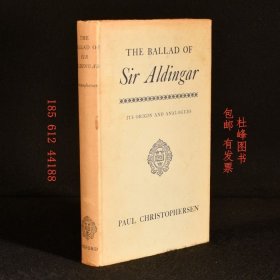 THE
BALLAD OF
SIR
ALDINGAR
Christophersen
OXFORD
THE BALLAD OF
Sir Aldingar
ITS ORIGIN AND ANALOGUES
PAUL CHRISTOPHERSEN
185 612 44188
杜峰图书
包邮 有发票